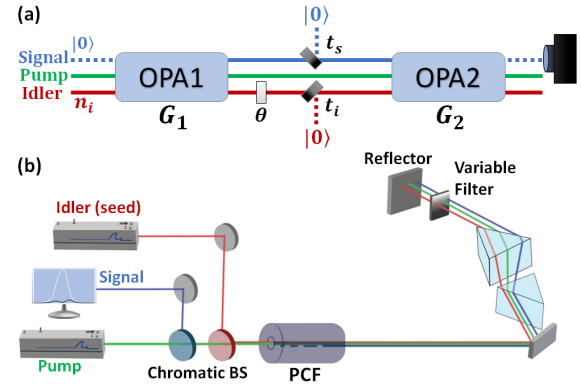 (a)
|0⟩
|0⟩
t_s
Signal
Pump
Idler
n_i
OPA1
OPA2
G_1
θ
t_i
G_2
|0⟩
(b)
Reflector
Variable
Filter
Idler (seed)
Signal
Pump
Chromatic BS
PCF